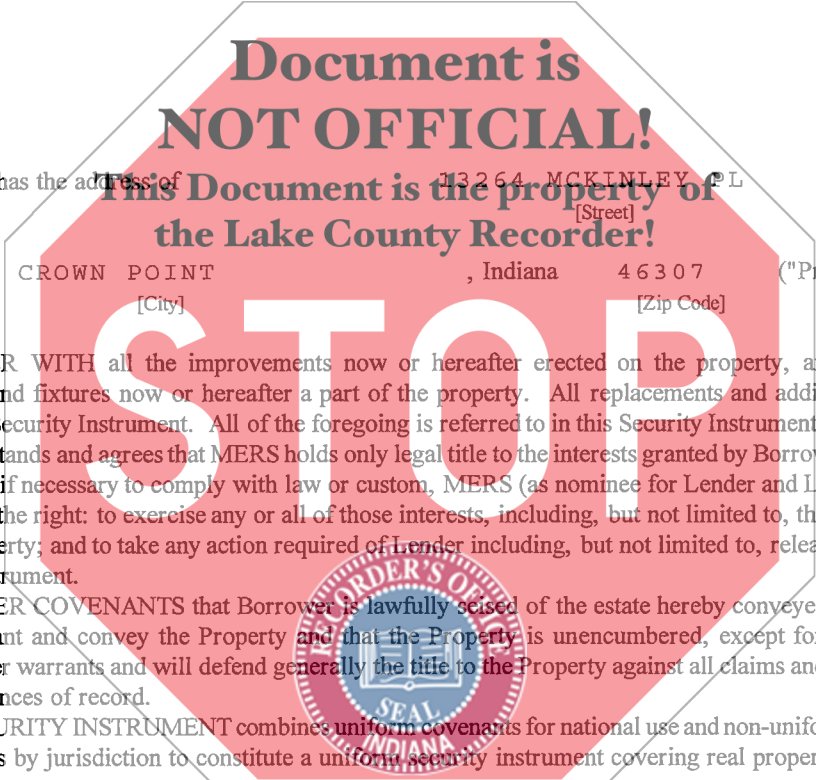 Document is
NOT OFFICIAL!
has the address of 13264 MCKINLEY PL
This Document is the property of
[Street]
the Lake County Recorder!
CROWN POINT , Indiana 46307 ("Pr
[City] [Zip Code]
STOP
R WITH all the improvements now or hereafter erected on the property, a
nd fixtures now or hereafter a part of the property. All replacements and addi
ecurity Instrument. All of the foregoing is referred to in this Security Instrument
tands and agrees that MERS holds only legal title to the interests granted by Borrow
if necessary to comply with law or custom, MERS (as nominee for Lender and L
the right: to exercise any or all of those interests, including, but not limited to, th
erty; and to take any action required of Lender including, but not limited to, relea
rument.
ER COVENANTS that Borrower is lawfully seised of the estate hereby conveye
ant and convey the Property and that the Property is unencumbered, except for
r warrants and will defend generally the title to the Property against all claims and
nces of record.
URITY INSTRUMENT combines uniform covenants for national use and non-unifo
s by jurisdiction to constitute a uniform security instrument covering real proper
RECORDER'S OFFICE
SEAL
INDIANA